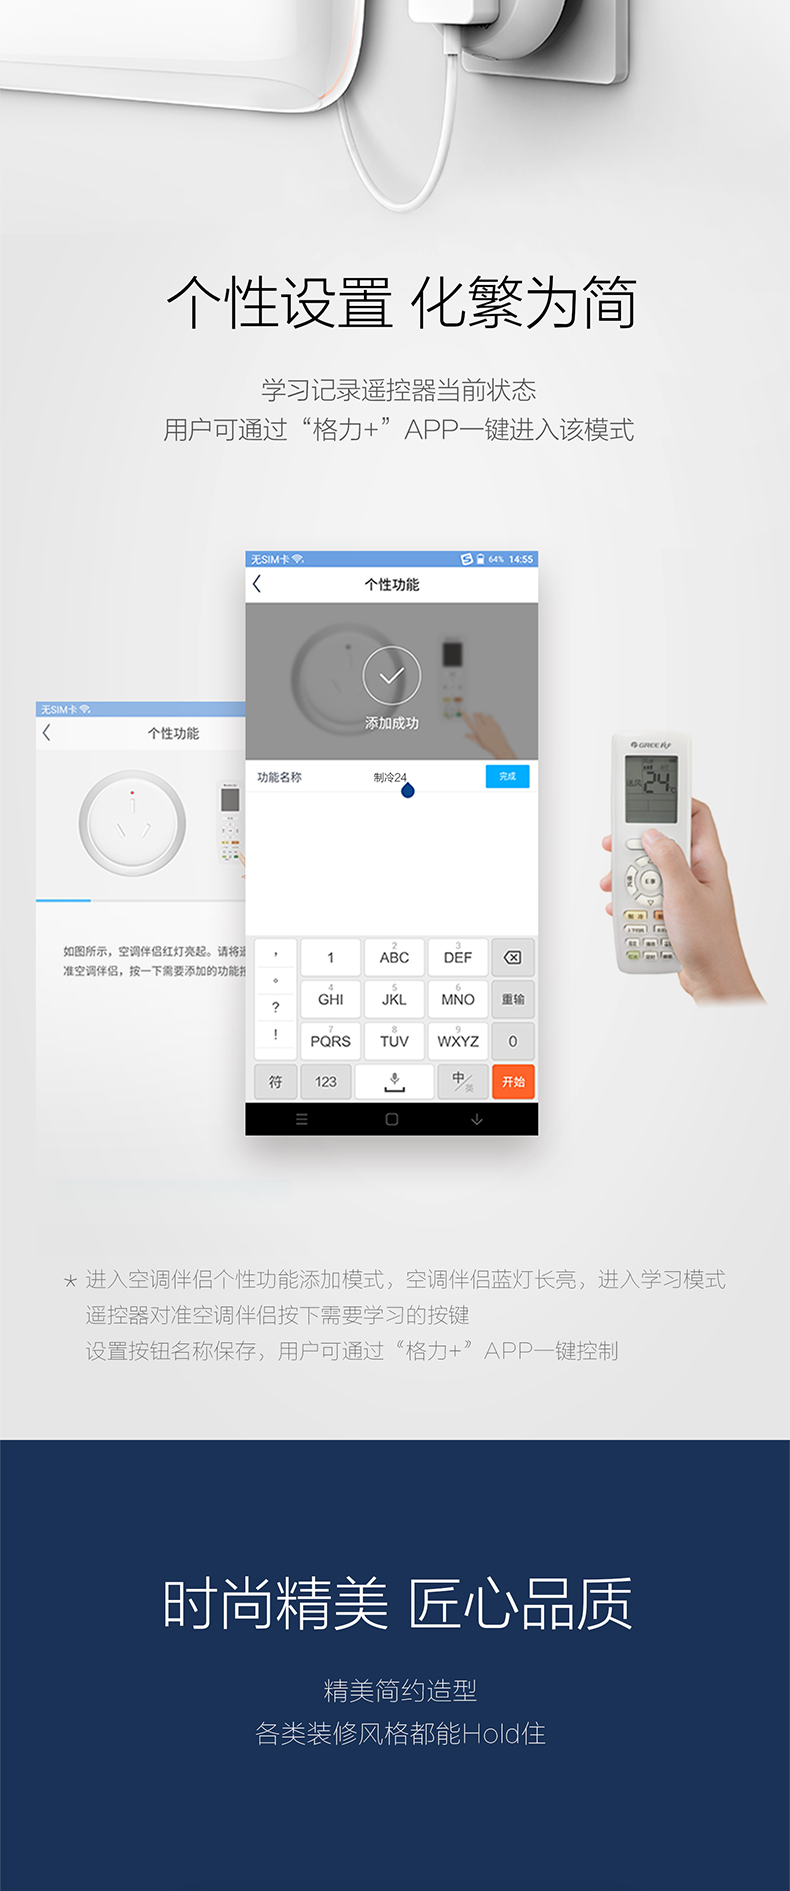 个性设置 化繁为简
学习记录遥控器当前状态
用户可通过“格力+”APP一键进入该模式
无SIM卡
64% 14:55
个性功能
添加成功
功能名称
制冷24
完成
，
1
2
ABC
3
DEF
。
4
GHI
5
JKL
6
MNO
重输
?
7
PQRS
8
TUV
9
WXYZ
0
!
符
123
中/英
开始
无SIM卡
个性功能
如图所示，空调伴侣红灯亮起。请将遥
准空调伴侣，按一下需要添加的功能按
GREE
送风
24℃
制冷
* 进入空调伴侣个性功能添加模式，空调伴侣蓝灯长亮，进入学习模式
遥控器对准空调伴侣按下需要学习的按键
设置按钮名称保存，用户可通过“格力+”APP一键控制
时尚精美 匠心品质
精美简约造型
各类装修风格都能Hold住